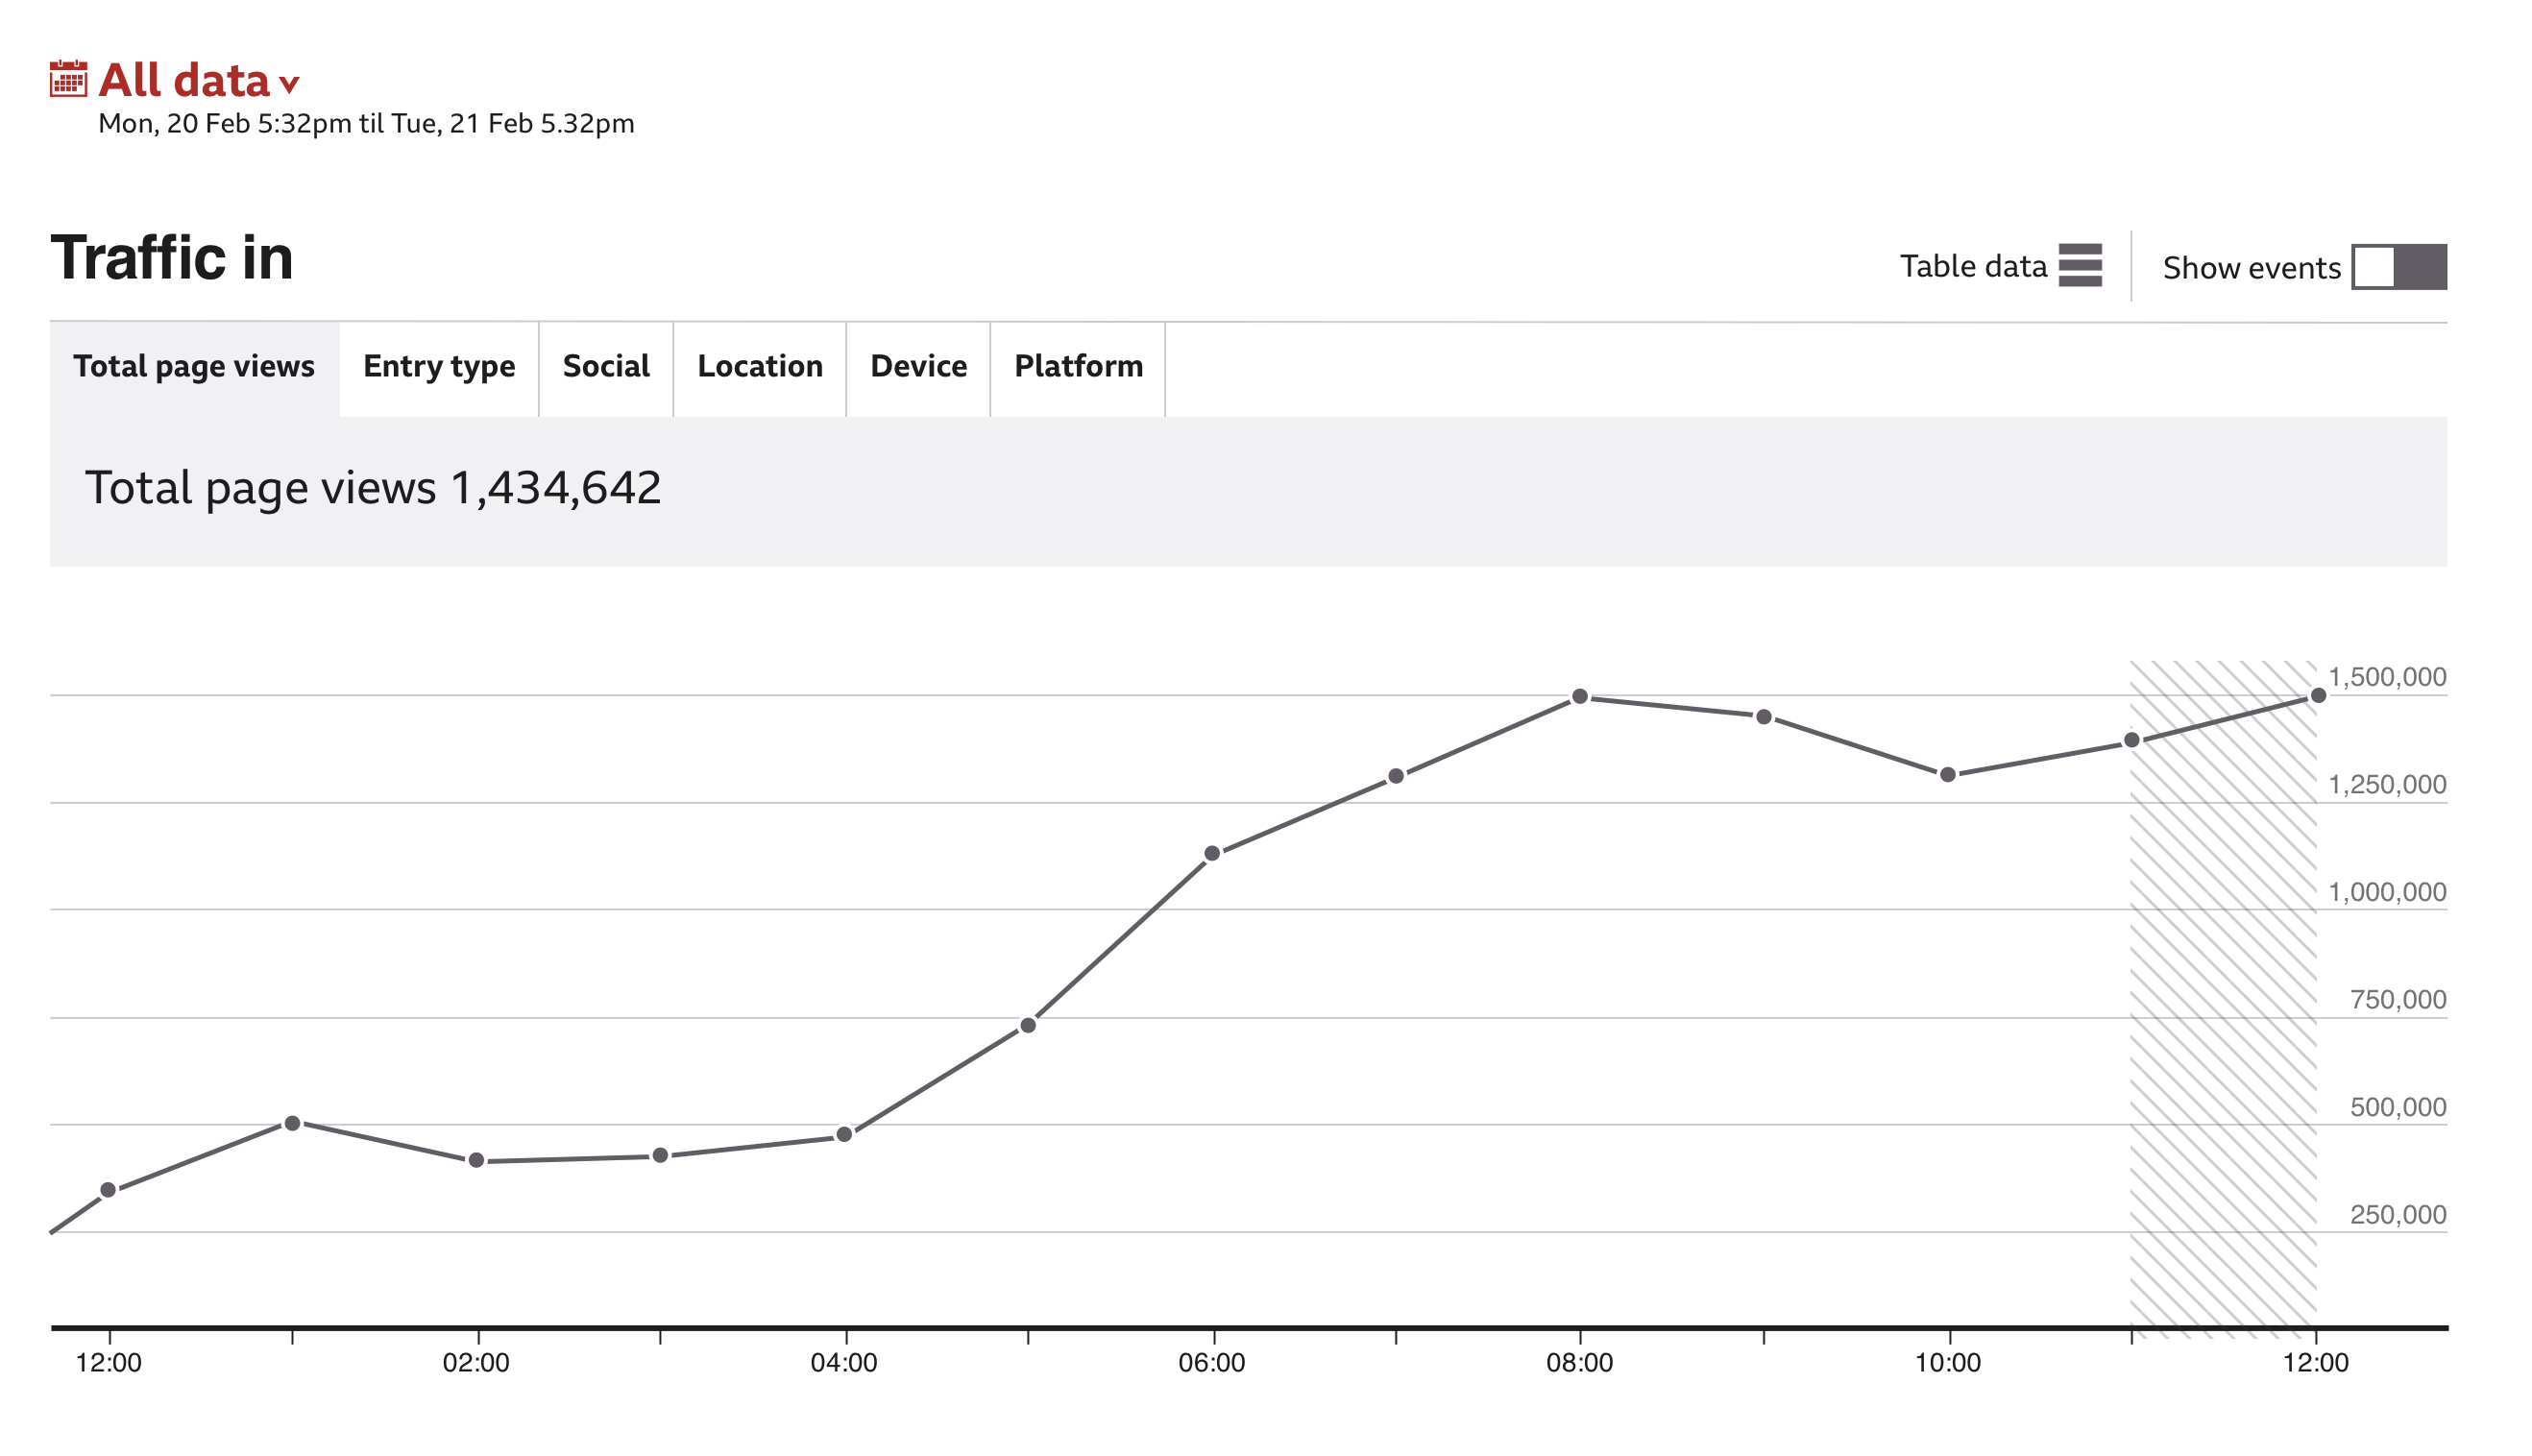 All data
Mon, 20 Feb 5:32pm til Tue, 21 Feb 5.32pm
Traffic in
Table data
Show events
Total page views
Entry type
Social
Location
Device
Platform
Total page views 1,434,642
1,500,000
1,250,000
1,000,000
750,000
500,000
250,000
12:00
02:00
04:00
06:00
08:00
10:00
12:00